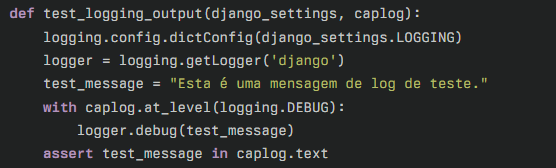 def test_logging_output(django_settings, caplog):
    logging.config.dictConfig(django_settings.LOGGING)
    logger = logging.getLogger('django')
    test_message = "Esta é uma mensagem de log de teste."
    with caplog.at_level(logging.DEBUG):
        logger.debug(test_message)
    assert test_message in caplog.text